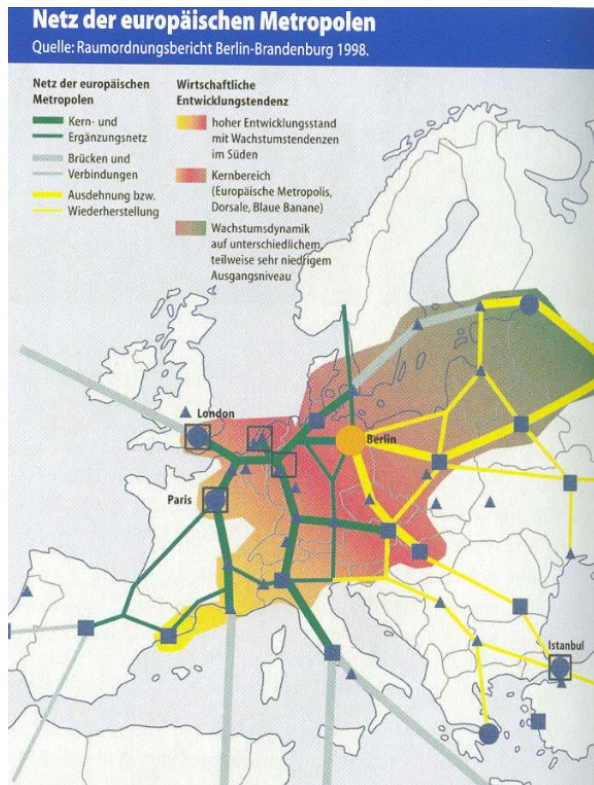 Netz der europäischen Metropolen
Quelle: Raumordnungsbericht Berlin-Brandenburg 1998.
Netz der europäischen
Metropolen
Kern- und
Ergänzungsnetz
Brücken und
Verbindungen
Ausdehnung bzw.
Wiederherstellung
Wirtschaftliche
Entwicklungstendenz
hoher Entwicklungsstand
mit Wachstumstendenzen
im Süden
Kernbereich
(Europäische Metropolis,
Dorsale, Blaue Banane)
Wachstumsdynamik
auf unterschiedlichem,
teilweise sehr niedrigem
Ausgangsniveau
London
Berlin
Paris
Istanbul